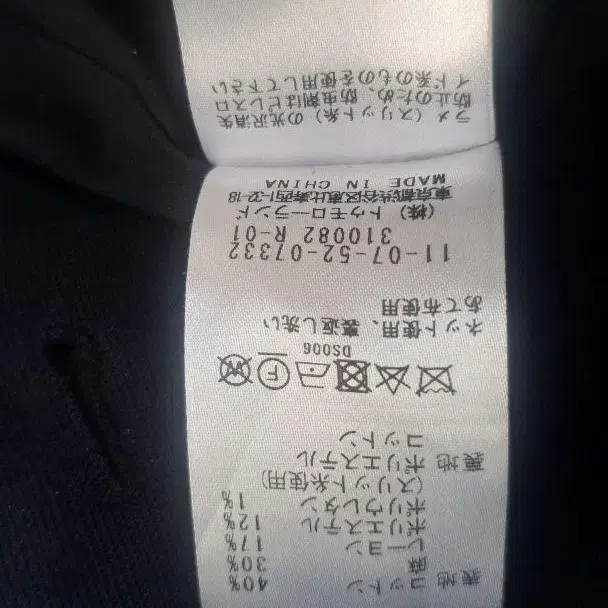 表地 コットン 40%
麻 30%
レーヨン 17%
ポリエステル 12%
ポリウレタン 1%
(スリット糸使用)
裏地 ポリエステル
コットン
DS006
ネット使用、裏返し洗い
あて布使用
11-07-52-07332
310082 R-01
(株)トゥモローランド
東京都渋谷区恵比寿西1-32-18
MADE IN CHINA
ラメ(スリット糸)の光沢消失
防止のため、防虫剤はピレスロ
イド系のものを使用して下さい